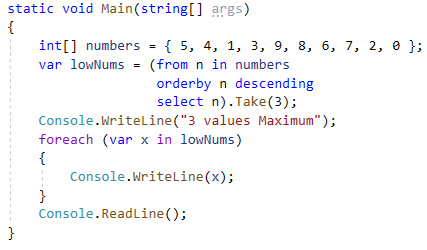 static void Main(string[] args)
{
int[] numbers = { 5, 4, 1, 3, 9, 8, 6, 7, 2, 0 };
var lowNums = (from n in numbers
orderby n descending
select n).Take(3);
Console.WriteLine("3 values Maximum");
foreach (var x in lowNums)
{
Console.WriteLine(x);
}
Console.ReadLine();
}